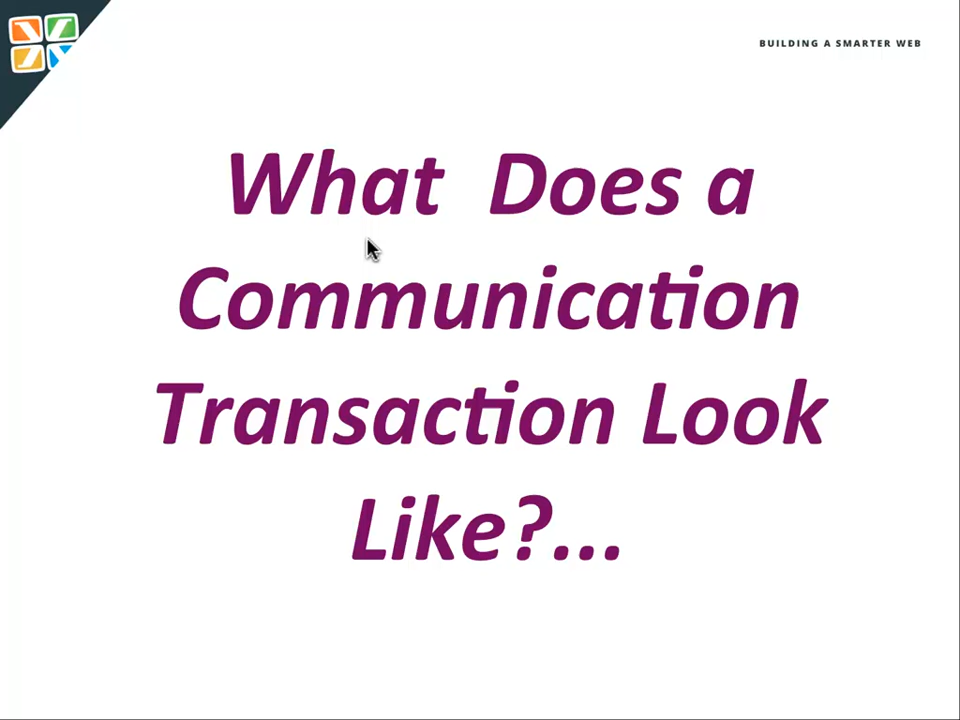 BUILDING A SMARTER WEB
What Does a
Communication
Transaction Look
Like?...